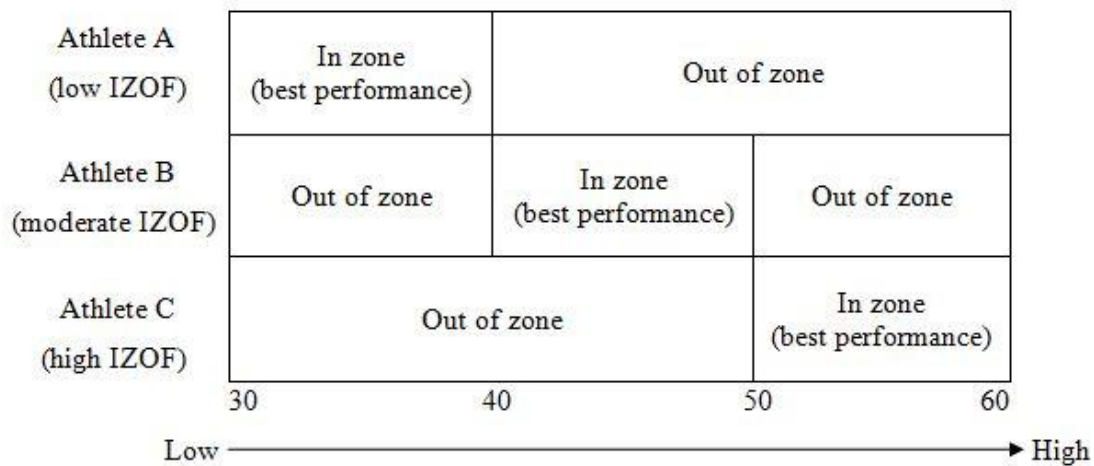 Athlete A
(low IZOF)
In zone
(best performance)
Out of zone
Athlete B
(moderate IZOF)
Out of zone
In zone
(best performance)
Out of zone
Athlete C
(high IZOF)
Out of zone
In zone
(best performance)
30 40 50 60
Low High